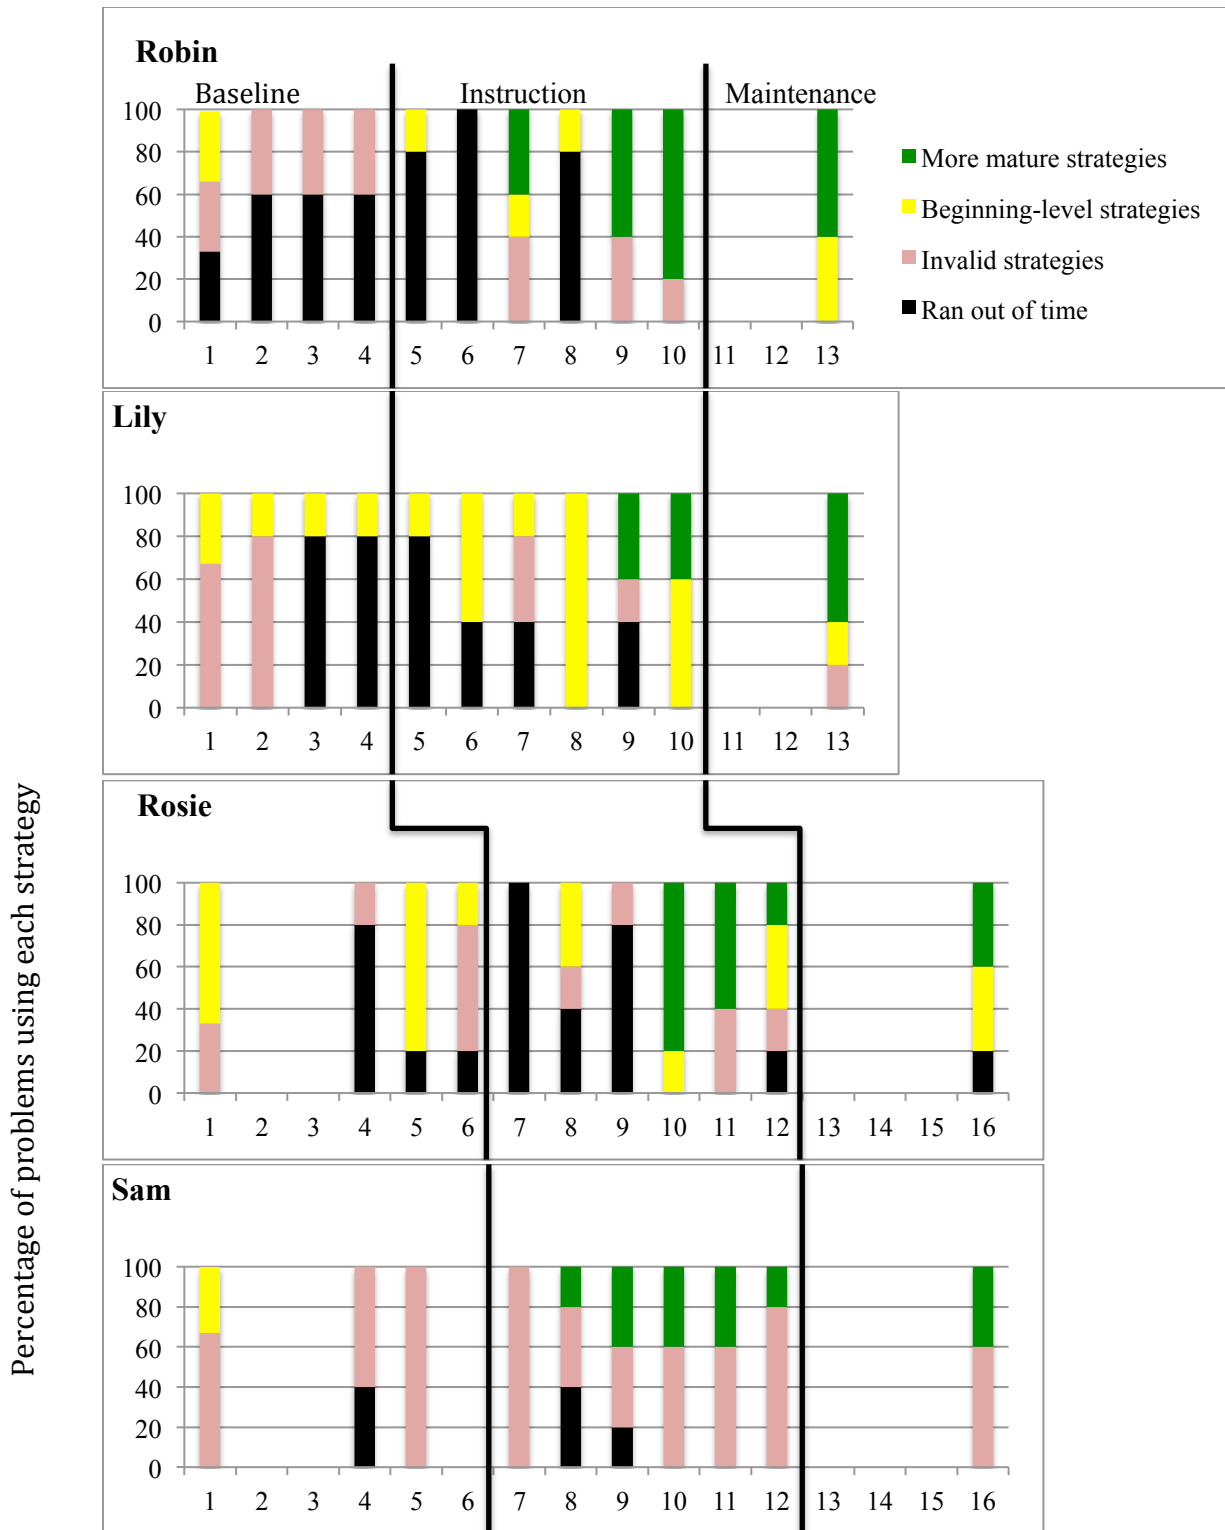 Robin
Baseline Instruction Maintenance
100
80
60
40
20
0
1 2 3 4 5 6 7 8 9 10 11 12 13
More mature strategies
Beginning-level strategies
Invalid strategies
Ran out of time
Lily
100
80
60
40
20
0
1 2 3 4 5 6 7 8 9 10 11 12 13
Percentage of problems using each strategy
Rosie
100
80
60
40
20
0
1 2 3 4 5 6 7 8 9 10 11 12 13 14 15 16
Sam
100
80
60
40
20
0
1 2 3 4 5 6 7 8 9 10 11 12 13 14 15 16